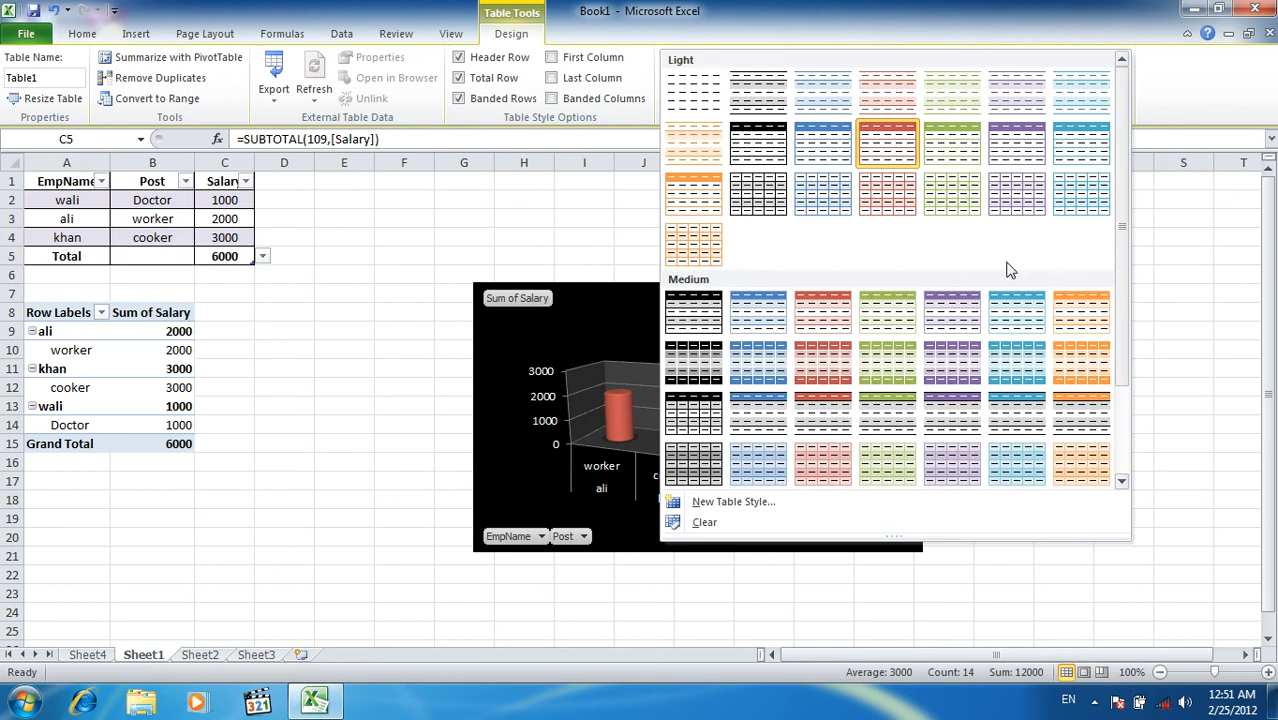 Table Tools
Book1 - Microsoft Excel
File Home Insert Page Layout Formulas Data Review View Design
Table Name:
Table1
Resize Table
Properties
Summarize with PivotTable
Remove Duplicates
Convert to Range
Tools
Export
Refresh
Properties
Open in Browser
Unlink
External Table Data
Header Row
Total Row
Banded Rows
First Column
Last Column
Banded Columns
Table Style Options
Light
Medium
New Table Style...
Clear
C5 fx =SUBTOTAL(109,[Salary])
A B C D E F G H I J S T
1 EmpName Post Salary
2 wali Doctor 1000
3 ali worker 2000
4 khan cooker 3000
5 Total 6000
6
7
8 Row Labels Sum of Salary
9 ali 2000
10 worker 2000
11 khan 3000
12 cooker 3000
13 wali 1000
14 Doctor 1000
15 Grand Total 6000
16
17
18
19
20
21
22
23
24
25
Sum of Salary
3000
2000
1000
0
worker
ali
EmpName Post
Sheet4 Sheet1 Sheet2 Sheet3
Ready Average: 3000 Count: 14 Sum: 12000 100%
321
EN
12:51 AM
2/25/2012